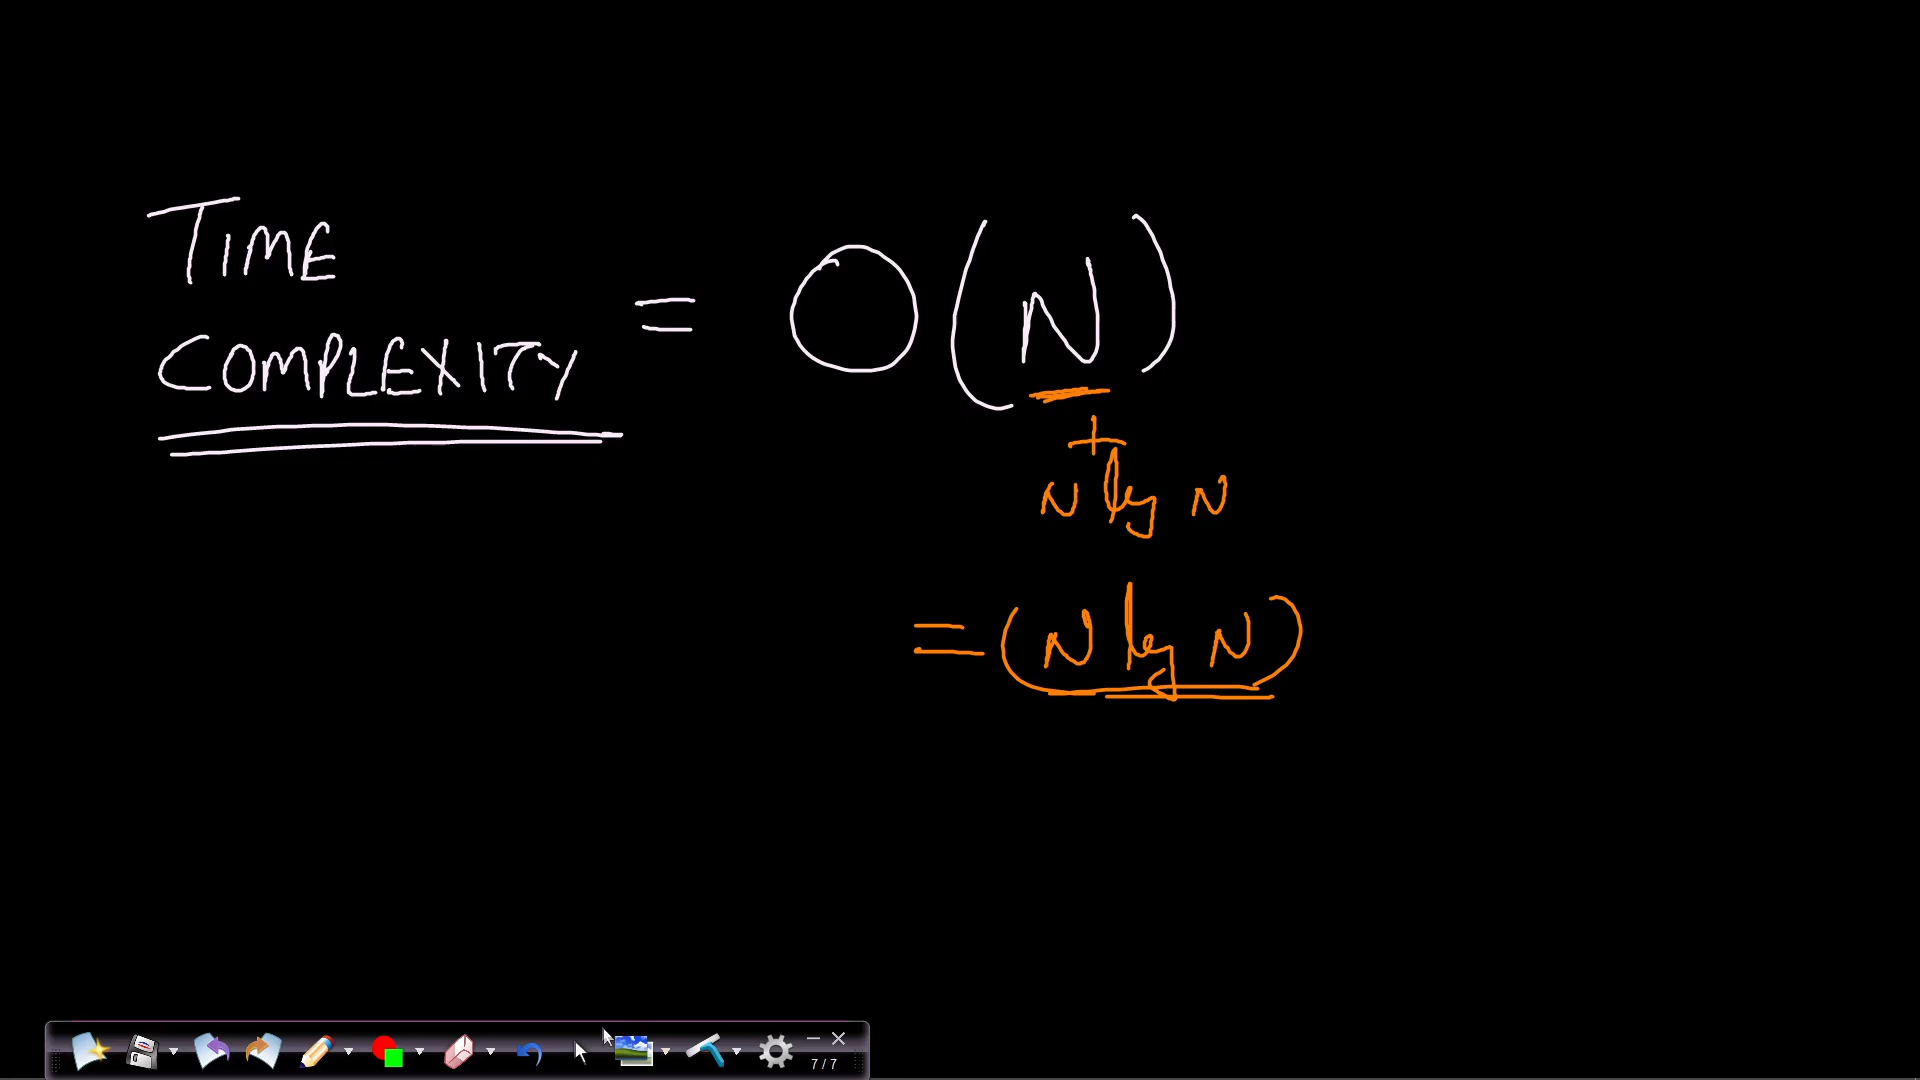 TIME
COMPLEXITY = O(N)
+
N log N
= (N log N)
7/7